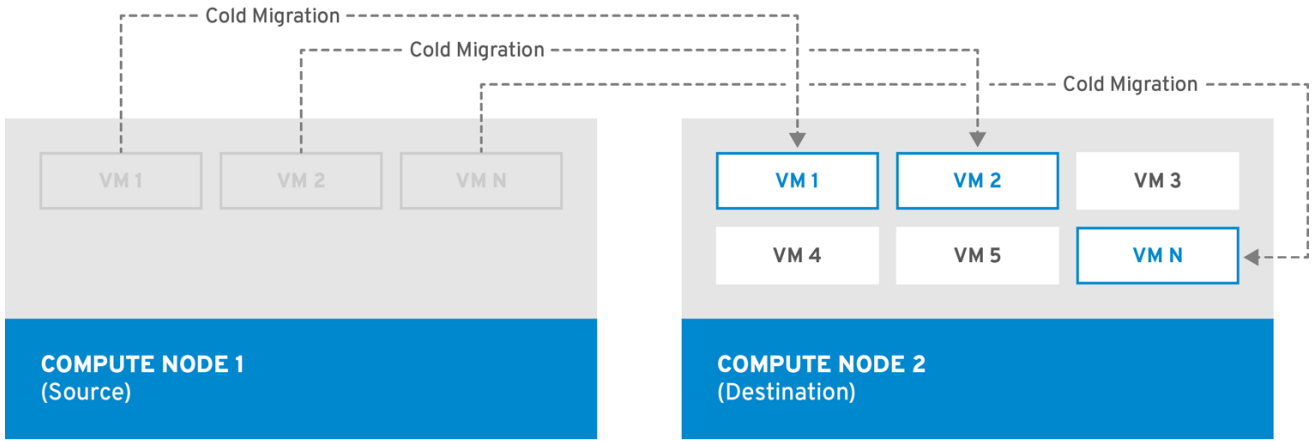 Cold Migration
Cold Migration
Cold Migration
VM 1
VM 2
VM N
VM 1
VM 2
VM 3
VM 4
VM 5
VM N
COMPUTE NODE 1
(Source)
COMPUTE NODE 2
(Destination)